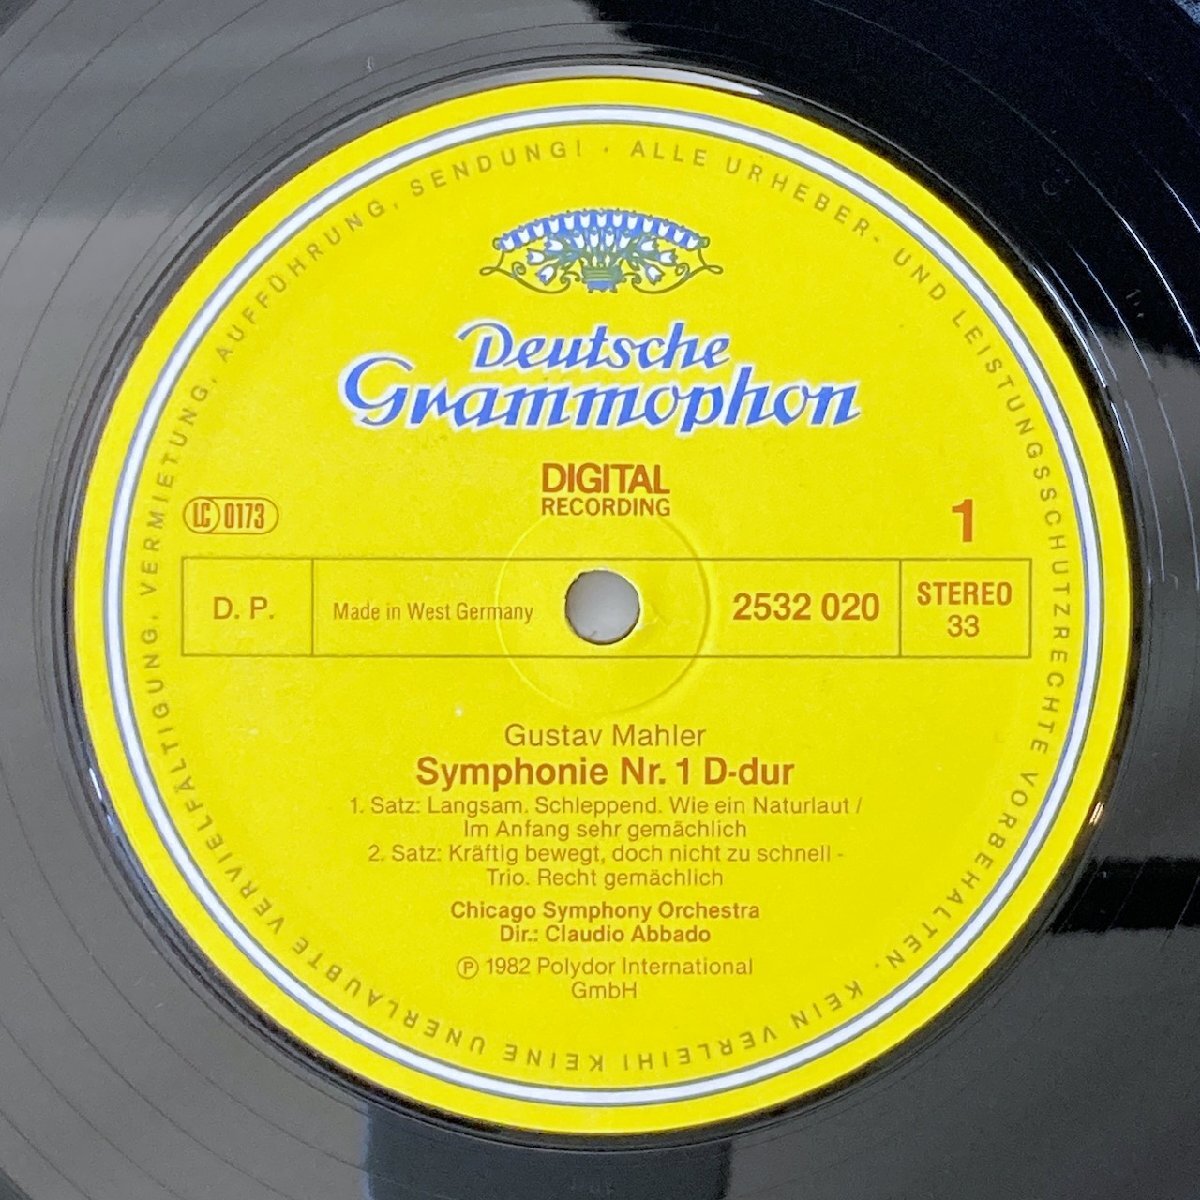 ALLE URHEBER- UND LEISTUNGSSCHUTZRECHTE VORBEHALTEN. KEIN VERLEIH! KEINE UNERLAUBTE VERVIELFÄLTIGUNG, VERMIETUNG, AUFFÜHRUNG, SENDUNG! ·
Deutsche
Grammophon
DIGITAL
RECORDING
LC 0173
1
D. P.
Made in West Germany
2532 020
STEREO
33
Gustav Mahler
Symphonie Nr. 1 D-dur
1. Satz: Langsam. Schleppend. Wie ein Naturlaut /
Im Anfang sehr gemächlich
2. Satz: Kräftig bewegt, doch nicht zu schnell -
Trio. Recht gemächlich
Chicago Symphony Orchestra
Dir.: Claudio Abbado
℗ 1982 Polydor International
GmbH